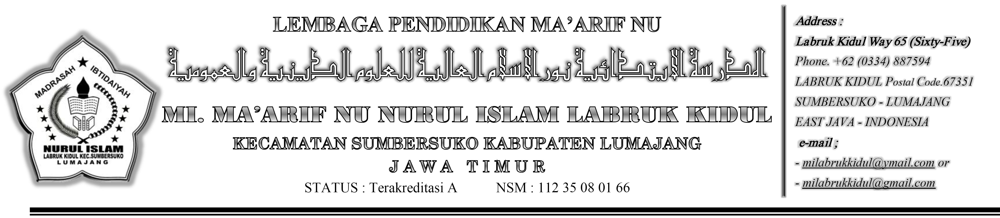 MADRASAH IBTIDAIYAH
NURUL ISLAM
LABRUK KIDUL KEC.SUMBERSUKO
LUMAJANG
LEMBAGA PENDIDIKAN MA’ARIF NU
المدرسة الابتدائية نور الاسلام العالية للعلوم الدينية والعمومية
MI. MA’ARIF NU NURUL ISLAM LABRUK KIDUL
KECAMATAN SUMBERSUKO KABUPATEN LUMAJANG
JAWA TIMUR
STATUS : Terakreditasi A NSM : 112 35 08 01 66
Address :
Labruk Kidul Way 65 (Sixty-Five)
Phone. +62 (0334) 887594
LABRUK KIDUL Postal Code.67351
SUMBERSUKO - LUMAJANG
EAST JAVA - INDONESIA
e-mail ;
- milabrukkidul@ymail.com or
- milabrukkidul@gmail.com